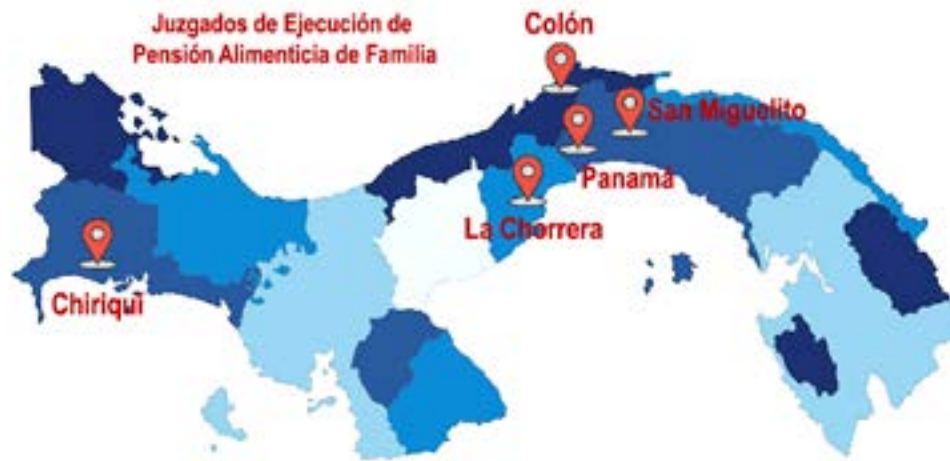 Juzgados de Ejecución de
Pensión Alimenticia de Familia
Colón
San Miguelito
Panamá
La Chorrera
Chiriquí